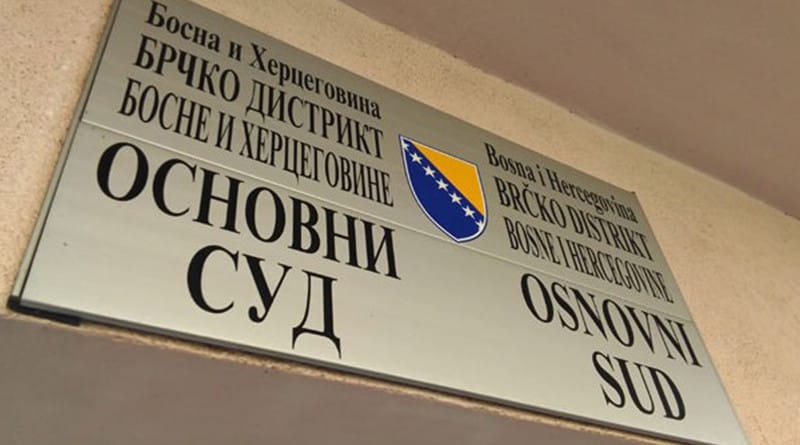 Босна и Херцеговина
БРЧКО ДИСТРИКТ
БОСНЕ И ХЕРЦЕГОВИНЕ
ОСНОВНИ
СУД
Bosna i Hercegovina
BRČKO DISTRIKT
BOSNE I HERCEGOVINE
OSNOVNI
SUD